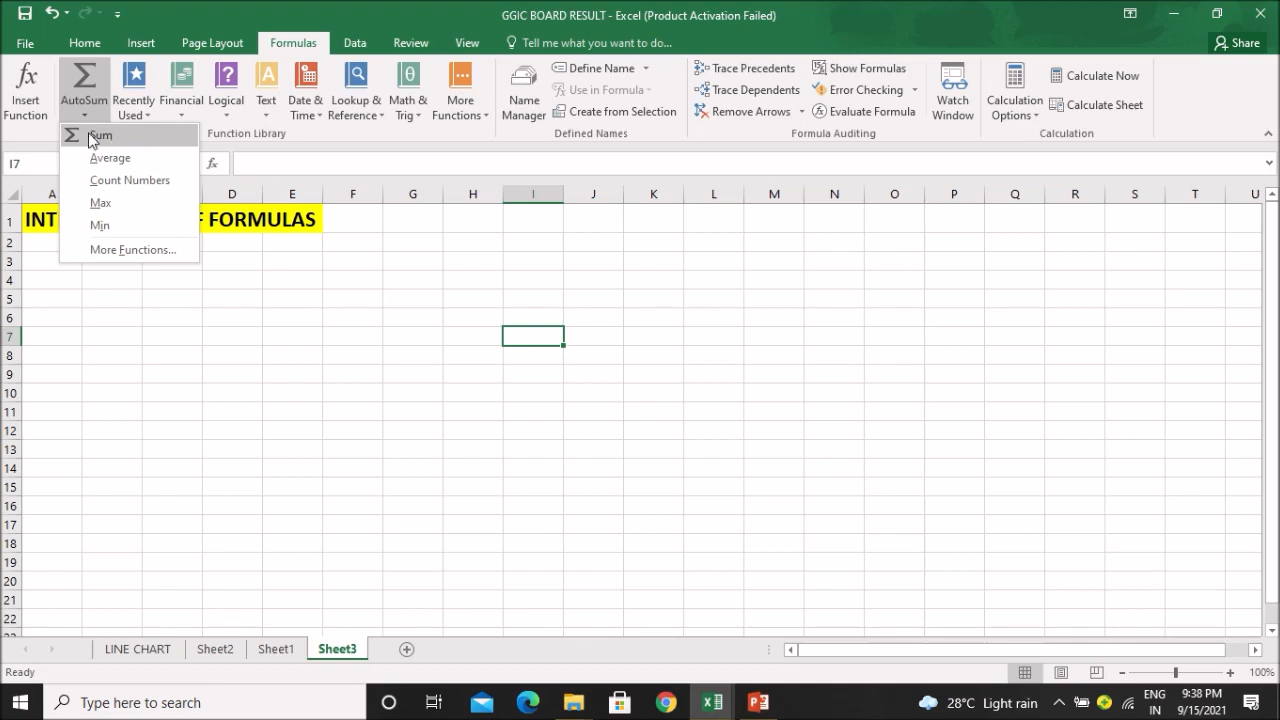 GGIC BOARD RESULT - Excel (Product Activation Failed)
File Home Insert Page Layout Formulas Data Review View Tell me what you want to do... Share
fx Σ ? A θ
Insert Function
AutoSum
Recently Used
Financial
Logical
Text
Date & Time
Lookup & Reference
Math & Trig
More Functions
Function Library
Name Manager
Define Name
Use in Formula
Create from Selection
Defined Names
Trace Precedents
Trace Dependents
Remove Arrows
Show Formulas
Error Checking
Evaluate Formula
Formula Auditing
Watch Window
Calculation Options
Calculate Now
Calculate Sheet
Calculation
Σ Sum
Average
Count Numbers
Max
Min
More Functions...
I7 fx
A D E F G H I J K L M N O P Q R S T U
1 INT F FORMULAS
2
3
4
5
6
7
8
9
10
11
12
13
14
15
16
17
18
19
20
21
22
LINE CHART Sheet2 Sheet1 Sheet3
Ready 100%
Type here to search
28°C Light rain
ENG
IN
9:38 PM
9/15/2021